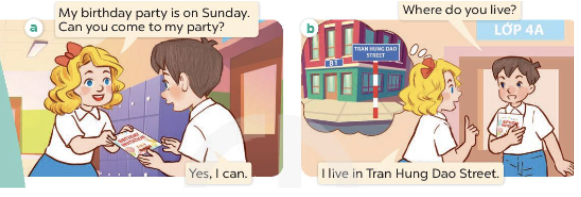 a
My birthday party is on Sunday.
Can you come to my party?
Yes, I can.
b
Where do you live?
LỚP 4A
TRAN HUNG DAO
STREET
81
I live in Tran Hung Dao Street.